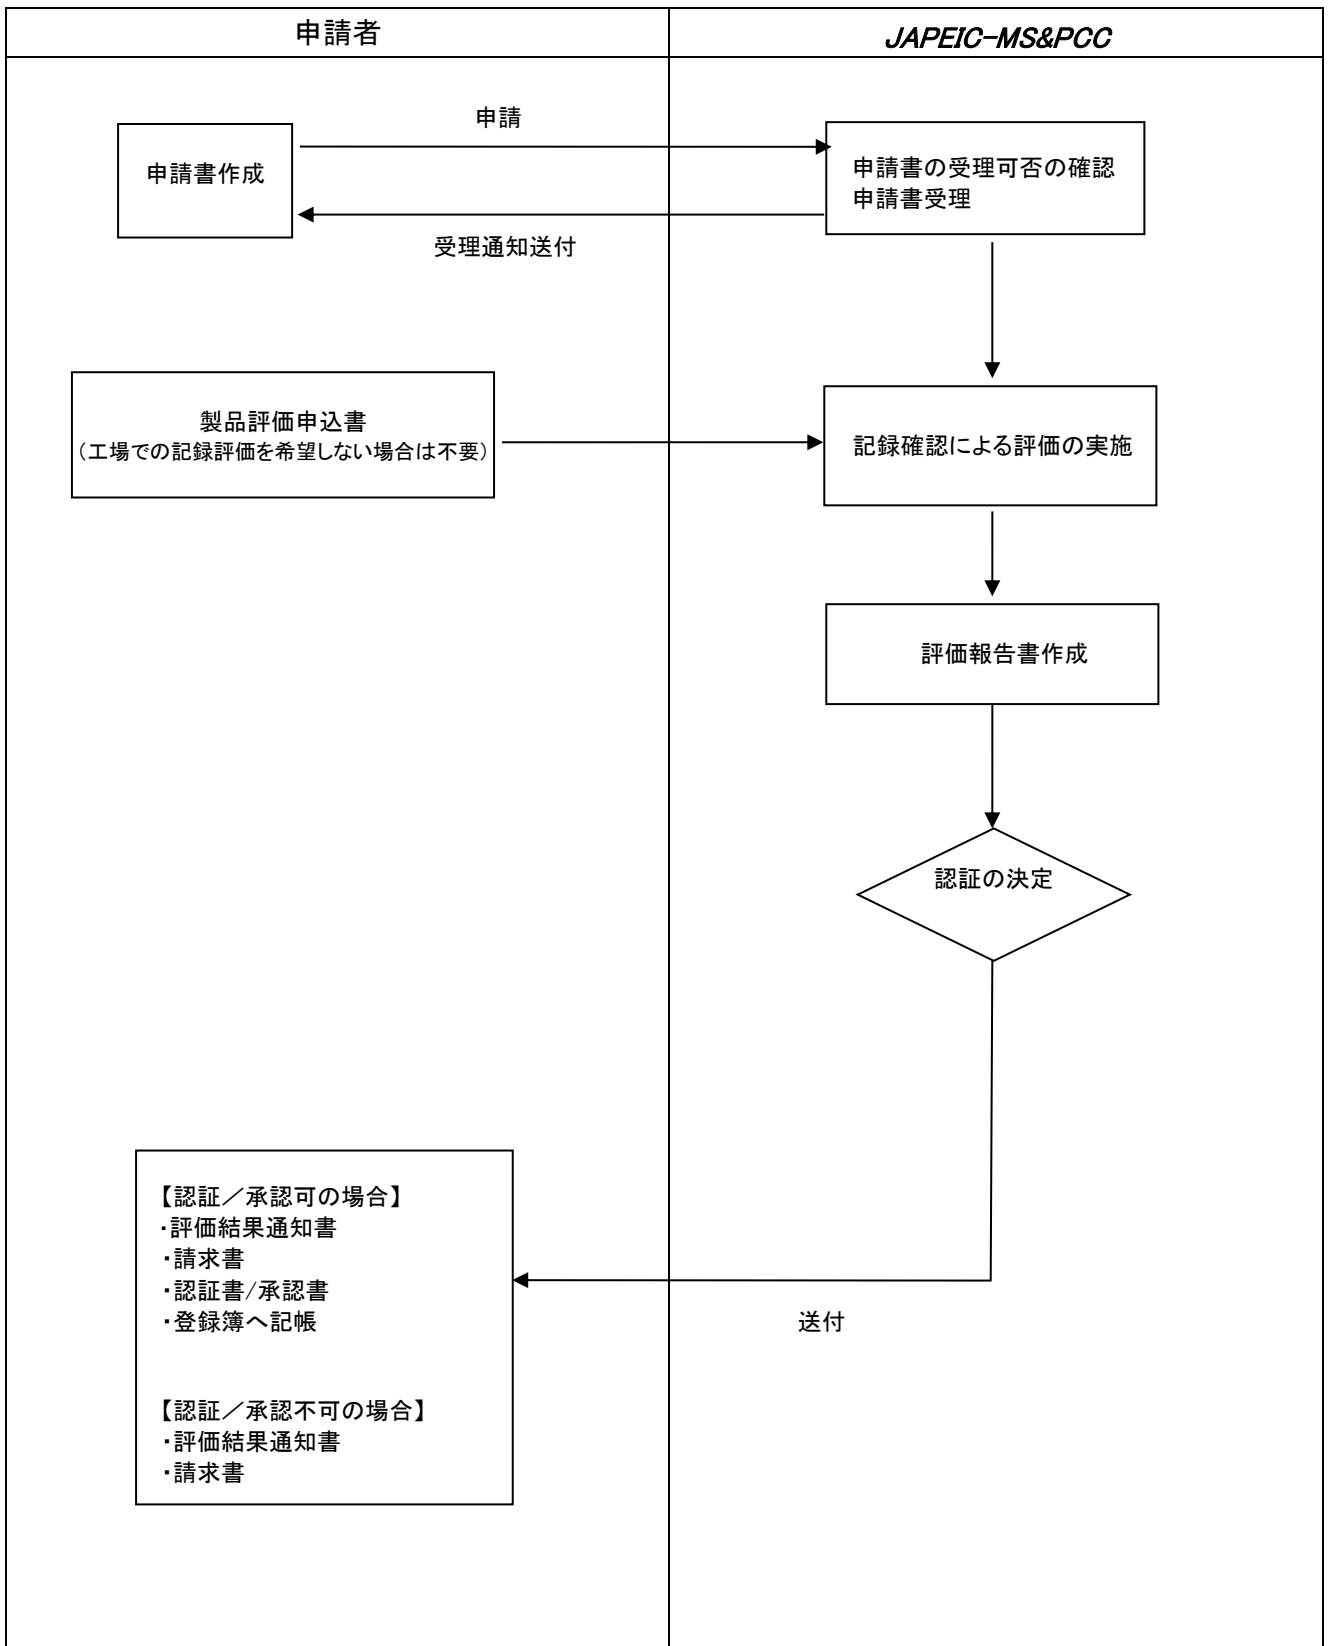 申請者
JAPEIC-MS&PCC
申請
申請書作成
申請書の受理可否の確認
申請書受理
受理通知送付
製品評価申込書
（工場での記録評価を希望しない場合は不要）
記録確認による評価の実施
評価報告書作成
認証の決定
【認証／承認可の場合】
・評価結果通知書
・請求書
・認証書/承認書
・登録簿へ記帳
送付
【認証／承認不可の場合】
・評価結果通知書
・請求書